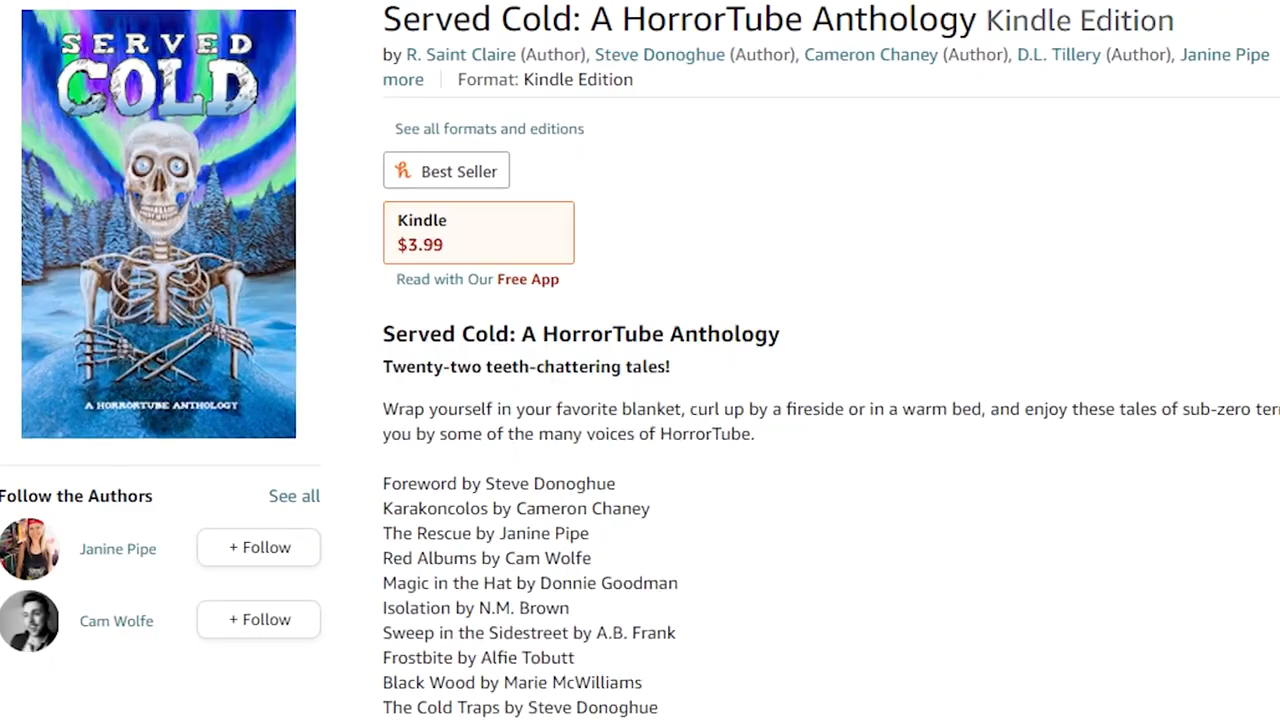 Served Cold: A HorrorTube Anthology Kindle Edition
by R. Saint Claire (Author), Steve Donoghue (Author), Cameron Chaney (Author), D.L. Tillery (Author), Janine Pipe
more Format: Kindle Edition
See all formats and editions
Best Seller
Kindle
$3.99
Read with Our Free App
SERVED
COLD
A HORRORTUBE ANTHOLOGY
Served Cold: A HorrorTube Anthology
Twenty-two teeth-chattering tales!
Wrap yourself in your favorite blanket, curl up by a fireside or in a warm bed, and enjoy these tales of sub-zero
you by some of the many voices of HorrorTube.
Foreword by Steve Donoghue
Karakoncolos by Cameron Chaney
The Rescue by Janine Pipe
Red Albums by Cam Wolfe
Magic in the Hat by Donnie Goodman
Isolation by N.M. Brown
Sweep in the Sidestreet by A.B. Frank
Frostbite by Alfie Tobutt
Black Wood by Marie McWilliams
The Cold Traps by Steve Donoghue
Follow the Authors See all
Janine Pipe + Follow
Cam Wolfe + Follow